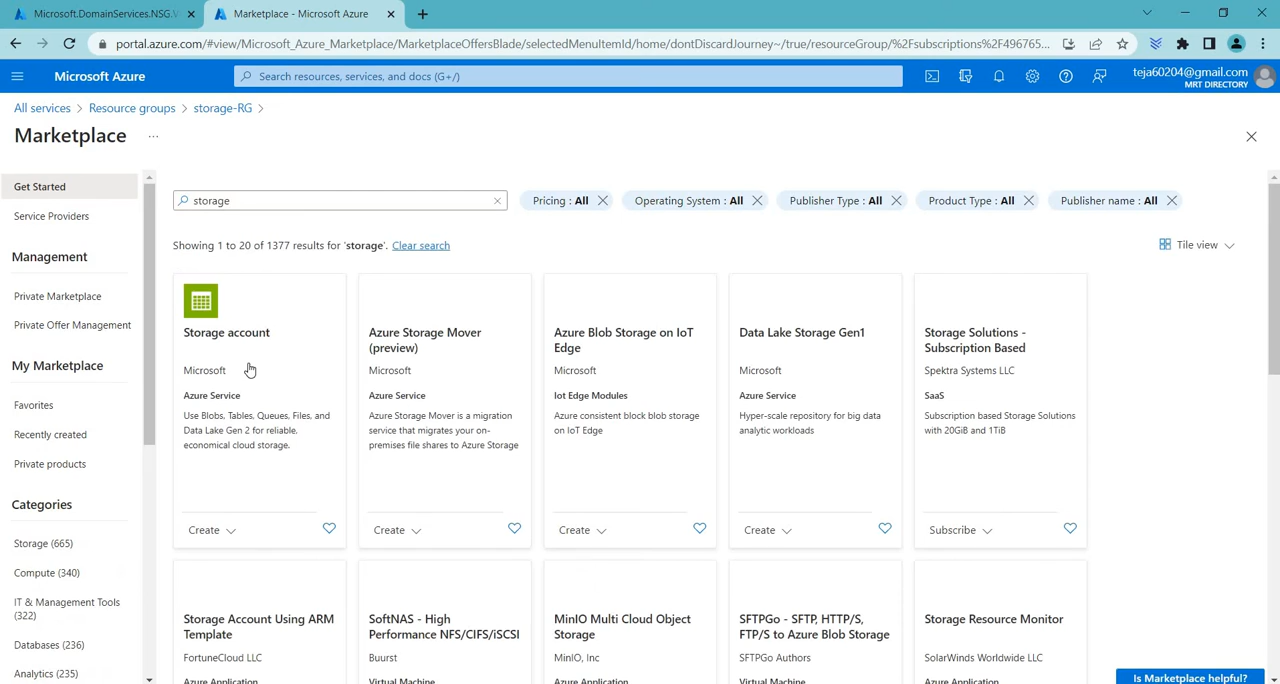 Microsoft.DomainServices.NSG.V
Marketplace - Microsoft Azure
portal.azure.com/#view/Microsoft_Azure_Marketplace/MarketplaceOffersBlade/selectedMenuItemId/home/dontDiscardJourney~/true/resourceGroup/%2Fsubscriptions%2F496765...
Microsoft Azure
Search resources, services, and docs (G+/)
teja60204@gmail.com
MRT DIRECTORY
All services > Resource groups > storage-RG >
Marketplace ...
Get Started
Service Providers
Management
Private Marketplace
Private Offer Management
My Marketplace
Favorites
Recently created
Private products
Categories
Storage (665)
Compute (340)
IT & Management Tools
(322)
Databases (236)
Analytics (235)
storage
Pricing : All
Operating System : All
Publisher Type : All
Product Type : All
Publisher name : All
Showing 1 to 20 of 1377 results for 'storage'. Clear search
Tile view
Storage account
Microsoft
Azure Service
Use Blobs, Tables, Queues, Files, and
Data Lake Gen 2 for reliable,
economical cloud storage.
Create
Azure Storage Mover
(preview)
Microsoft
Azure Service
Azure Storage Mover is a migration
service that migrates your on-
premises file shares to Azure Storage
Create
Azure Blob Storage on IoT
Edge
Microsoft
Iot Edge Modules
Azure consistent block blob storage
on IoT Edge
Create
Data Lake Storage Gen1
Microsoft
Azure Service
Hyper-scale repository for big data
analytic workloads
Create
Storage Solutions -
Subscription Based
Spektra Systems LLC
SaaS
Subscription based Storage Solutions
with 20GiB and 1TiB
Subscribe
Storage Account Using ARM
Template
FortuneCloud LLC
Azure Application
SoftNAS - High
Performance NFS/CIFS/iSCSI
Buurst
Virtual Machine
MinIO Multi Cloud Object
Storage
MinIO, Inc
Azure Application
SFTPGo - SFTP, HTTP/S,
FTP/S to Azure Blob Storage
SFTPGo Authors
Virtual Machine
Storage Resource Monitor
SolarWinds Worldwide LLC
Azure Application
Is Marketplace helpful?